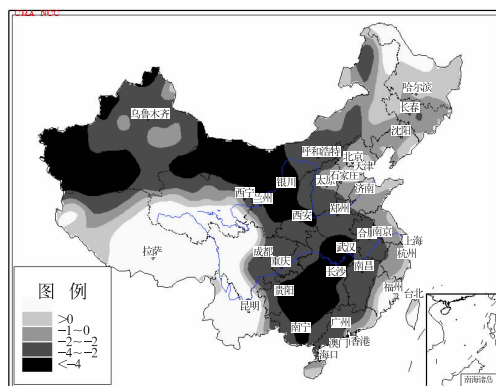 CMA NCC
哈尔滨
长春
乌鲁木齐
沈阳
呼和浩特
北京
天津
石家庄
太原
银川
济南
西宁
兰州
郑州
西安
合肥
南京
上海
武汉
杭州
拉萨
成都
重庆
南昌
长沙
贵阳
福州
台北
昆明
广州
南宁
香港
澳门
海口
图 例
>0
-1~0
-2~-2
-4~-2
<-4
南海诸岛